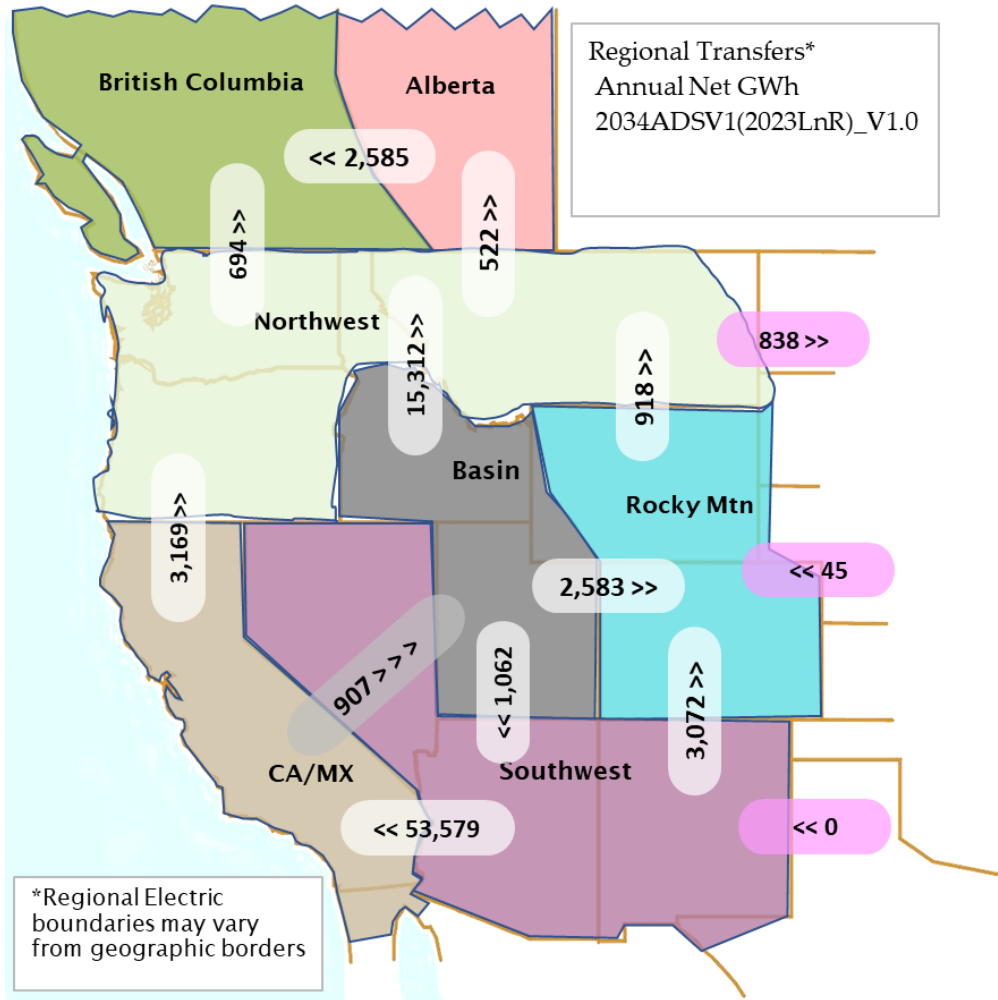 British Columbia
Alberta
Regional Transfers*
Annual Net GWh
2034ADSV1(2023LnR)_V1.0
<< 2,585
694 >>
522 >>
Northwest
15,312 >>
918 >>
838 >>
Basin
Rocky Mtn
3,169 >>
2,583 >>
<< 45
907 > > >
<< 1,062
3,072 >>
CA/MX
Southwest
<< 53,579
<< 0
*Regional Electric
boundaries may vary
from geographic borders